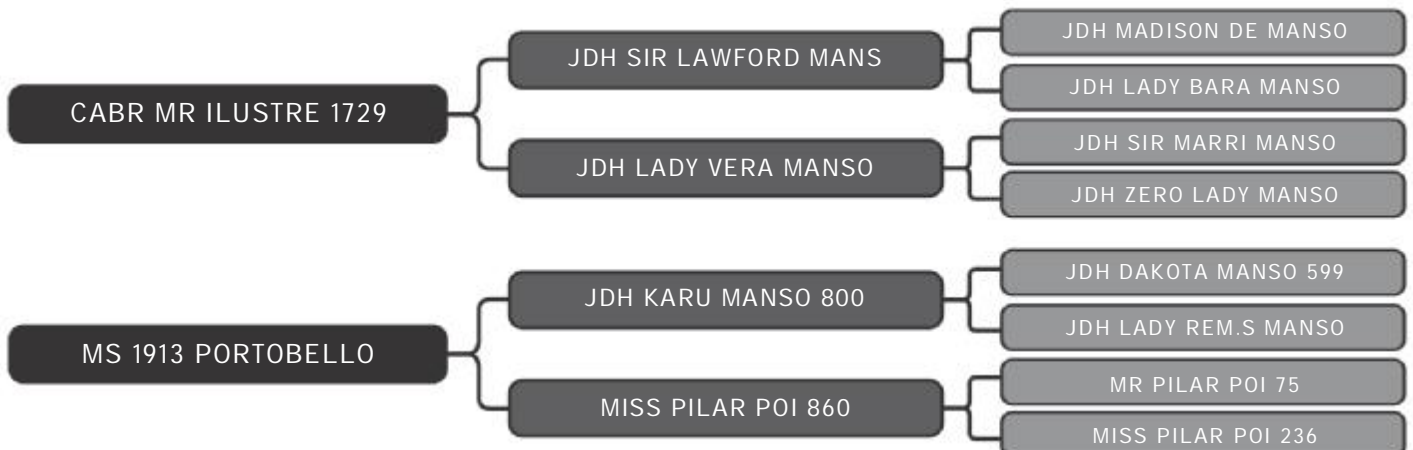 JDH MADISON DE MANSO
JDH SIR LAWFORD MANS
JDH LADY BARA MANSO
CABR MR ILUSTRE 1729
JDH SIR MARRI MANSO
JDH LADY VERA MANSO
JDH ZERO LADY MANSO
JDH DAKOTA MANSO 599
JDH KARU MANSO 800
JDH LADY REM.S MANSO
MS 1913 PORTOBELLO
MR PILAR POI 75
MISS PILAR POI 860
MISS PILAR POI 236